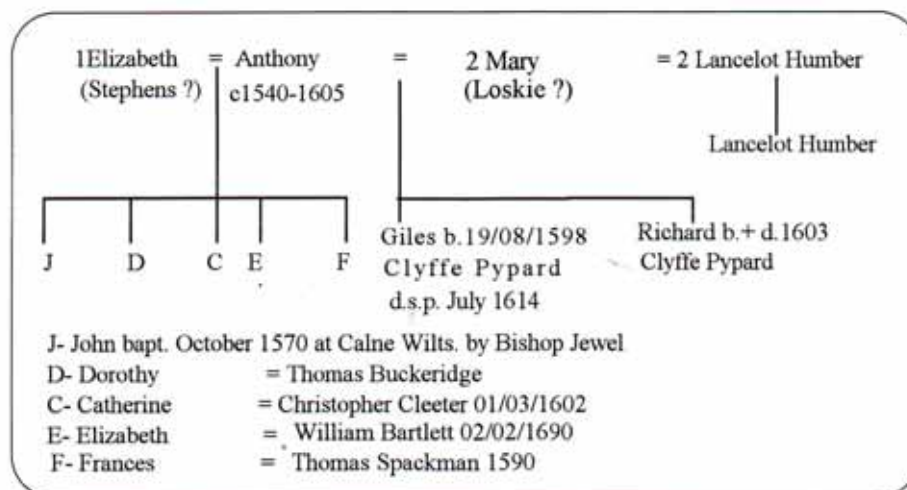 1Elizabeth = Anthony = 2 Mary = 2 Lancelot Humber
(Stephens ?) c1540-1605 (Loskie ?)
Lancelot Humber
J D C E F
Giles b.19/08/1598 Richard b.+ d.1603
Clyffe Pypard Clyffe Pypard
d.s.p. July 1614
J- John bapt. October 1570 at Calne Wilts. by Bishop Jewel
D- Dorothy = Thomas Buckeridge
C- Catherine = Christopher Cleeter 01/03/1602
E- Elizabeth = William Bartlett 02/02/1690
F- Frances = Thomas Spackman 1590